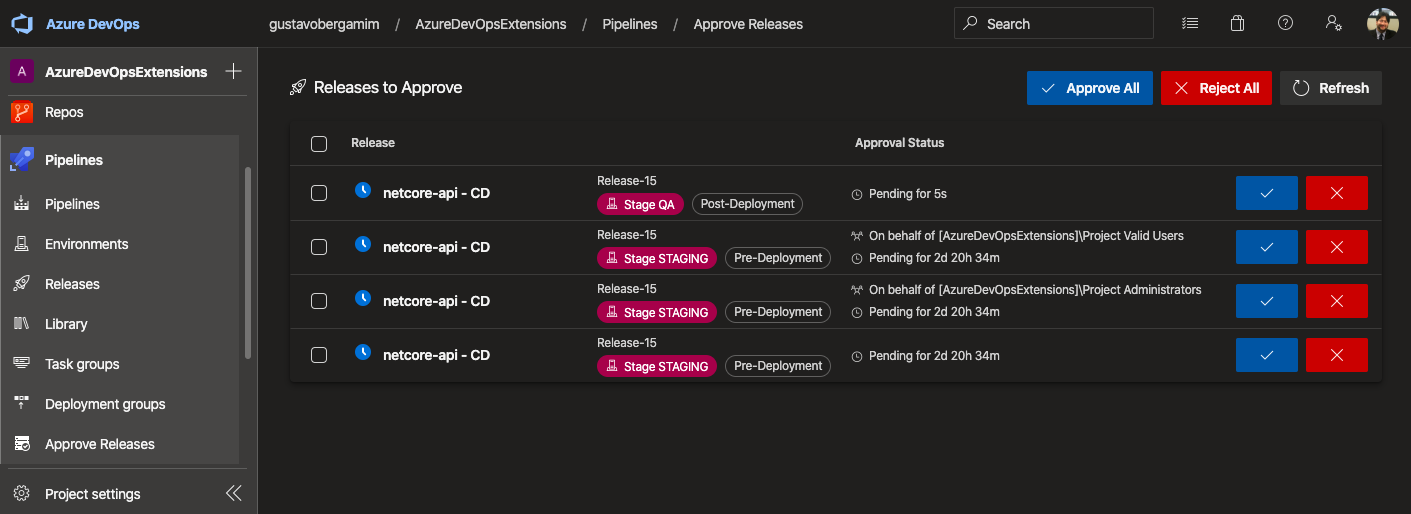 Azure DevOps
gustavobergamim / AzureDevOpsExtensions / Pipelines / Approve Releases
Search
A AzureDevOpsExtensions
Repos
Pipelines
Pipelines
Environments
Releases
Library
Task groups
Deployment groups
Approve Releases
Project settings
Releases to Approve
Approve All
Reject All
Refresh
Release Approval Status
netcore-api - CD
Release-15
Stage QA Post-Deployment
Pending for 5s
netcore-api - CD
Release-15
Stage STAGING Pre-Deployment
On behalf of [AzureDevOpsExtensions]\Project Valid Users
Pending for 2d 20h 34m
netcore-api - CD
Release-15
Stage STAGING Pre-Deployment
On behalf of [AzureDevOpsExtensions]\Project Administrators
Pending for 2d 20h 34m
netcore-api - CD
Release-15
Stage STAGING Pre-Deployment
Pending for 2d 20h 34m